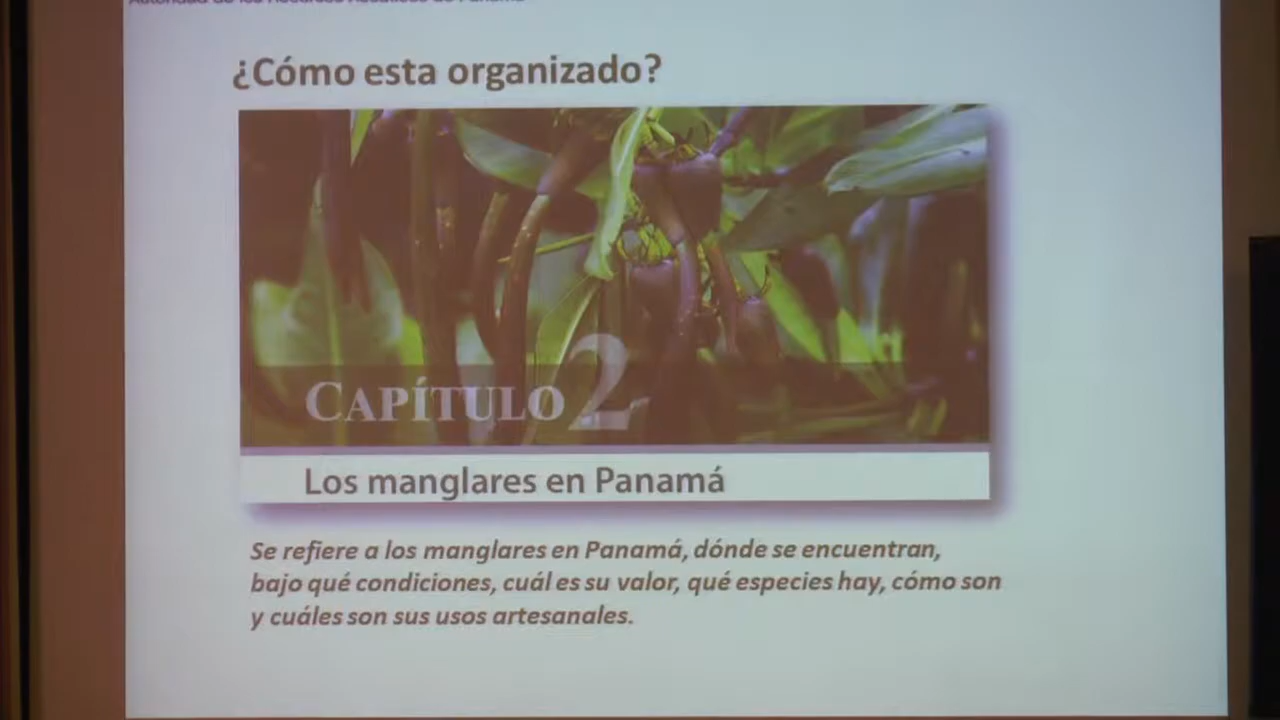 ¿Cómo esta organizado?
CAPÍTULO 2
Los manglares en Panamá
Se refiere a los manglares en Panamá, dónde se encuentran,
bajo qué condiciones, cuál es su valor, qué especies hay, cómo son
y cuáles son sus usos artesanales.